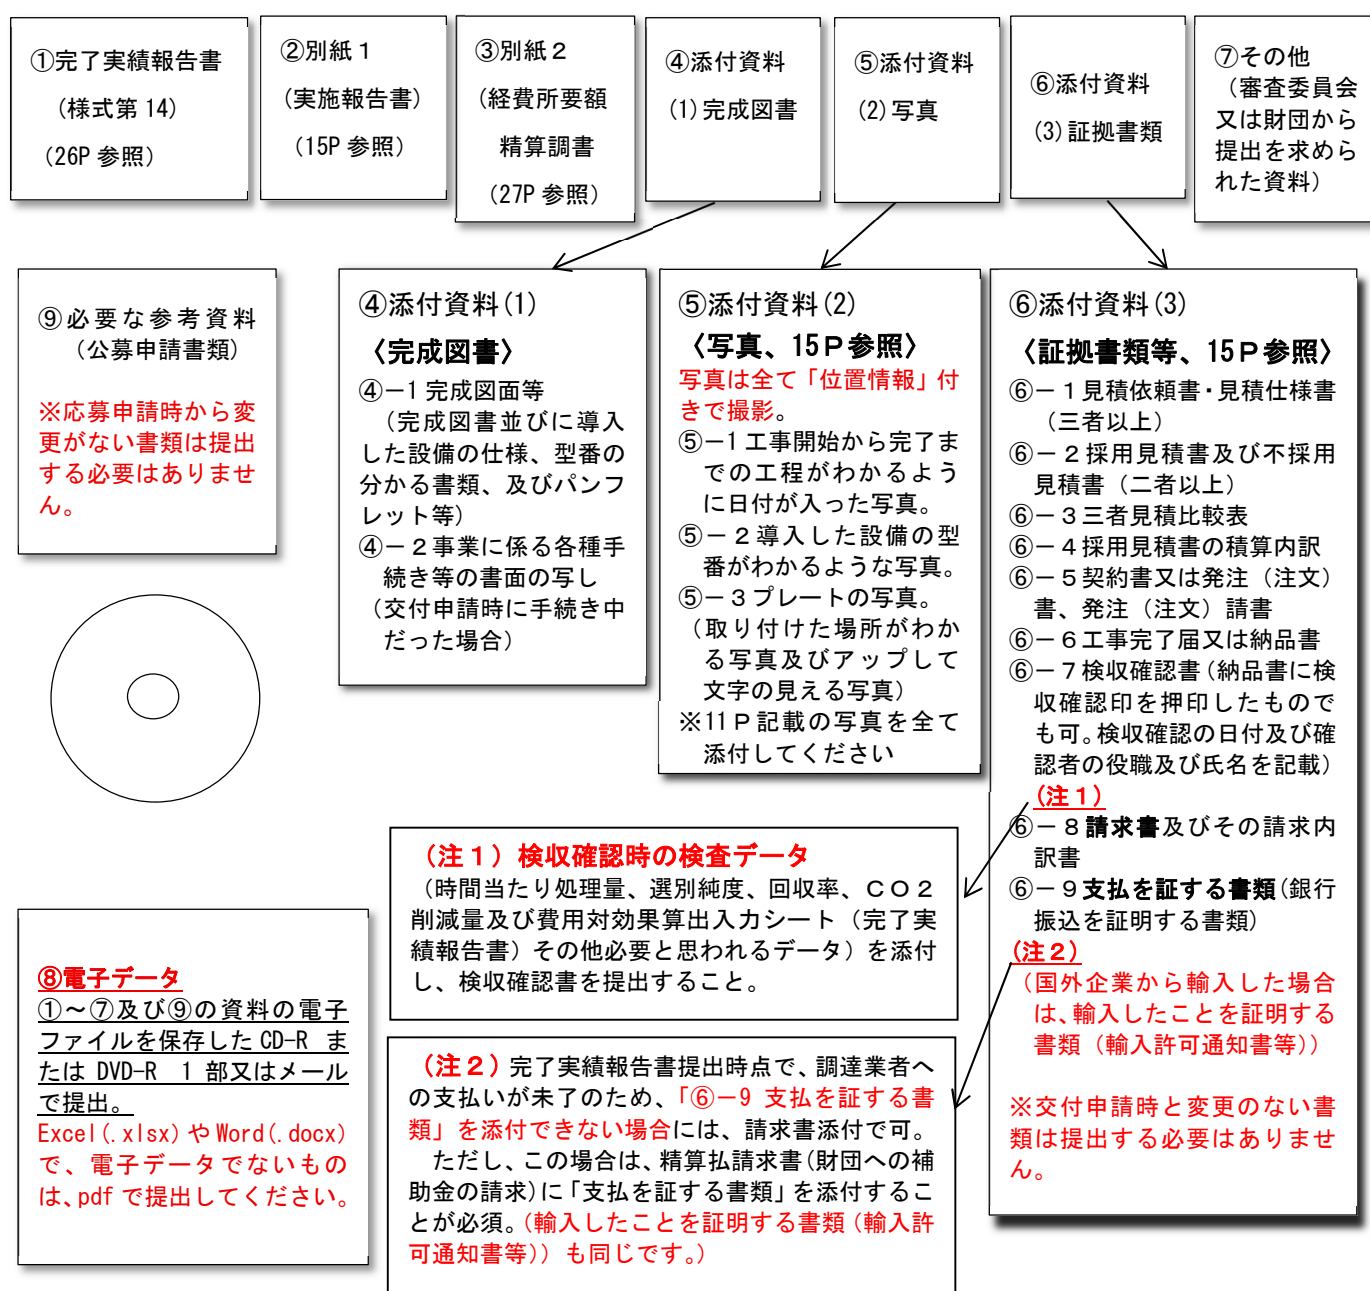 ①完了実績報告書
（様式第14）
（26P 参照）
②別紙１
（実施報告書）
（15P 参照）
③別紙２
（経費所要額
精算調書
（27P 参照）
④添付資料
(1)完成図書
⑤添付資料
(2)写真
⑥添付資料
(3)証拠書類
⑦その他
（審査委員会
又は財団から
提出を求めら
れた資料）
⑨必要な参考資料
（公募申請書類）
※応募申請時から変
更がない書類は提出
する必要はありませ
ん。
④添付資料(1)
〈完成図書〉
④－1 完成図面等
（完成図書並びに導入
した設備の仕様、型番の
分かる書類、及びパンフ
レット等）
④－２事業に係る各種手
続き等の書面の写し
（交付申請時に手続き中
だった場合）
⑤添付資料(2)
〈写真、15Ｐ参照〉
写真は全て「位置情報」付
きで撮影。
⑤－1 工事開始から完了ま
での工程がわかるよう
に日付が入った写真。
⑤－２導入した設備の型
番がわかるような写真。
⑤－３プレートの写真。
（取り付けた場所がわか
る写真及びアップして
文字の見える写真）
※11Ｐ記載の写真を全て
添付してください
⑥添付資料(3)
〈証拠書類等、15Ｐ参照〉
⑥－１見積依頼書・見積仕様書
（三者以上）
⑥－２採用見積書及び不採用
見積書（二者以上）
⑥－３三者見積比較表
⑥－４採用見積書の積算内訳
⑥－５契約書又は発注（注文）
書、発注（注文）請書
⑥－６工事完了届又は納品書
⑥－７検収確認書（納品書に検
収確認印を押印したもので
も可。検収確認の日付及び確
認者の役職及び氏名を記載）
（注１）
⑥－８請求書及びその請求内
訳書
⑥－９支払を証する書類（銀行
振込を証明する書類）
（注２）
（国外企業から輸入した場合
は、輸入したことを証明する
書類（輸入許可通知書等））
※交付申請時と変更のない書
類は提出する必要はありませ
ん。
（注１）検収確認時の検査データ
（時間当たり処理量、選別純度、回収率、ＣＯ２
削減量及び費用対効果算出入力シート（完了実
績報告書）その他必要と思われるデータ）を添付
し、検収確認書を提出すること。
⑧電子データ
①～⑦及び⑨の資料の電子
ファイルを保存した CD-R ま
たは DVD-R １部又はメール
で提出。
Excel(.xlsx)や Word(.docx)
で、電子データでないもの
は、pdf で提出してください。
（注２）完了実績報告書提出時点で、調達業者へ
の支払いが未了のため、「⑥－9 支払を証する書
類」を添付できない場合には、請求書添付で可。
ただし、この場合は、精算払請求書（財団への補
助金の請求）に「支払を証する書類」を添付するこ
とが必須。（輸入したことを証明する書類（輸入許
可通知書等））も同じです。）